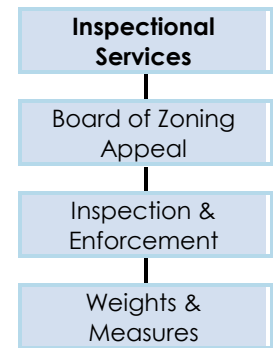 Inspectional
Services
Board of Zoning
Appeal
Inspection &
Enforcement
Weights &
Measures